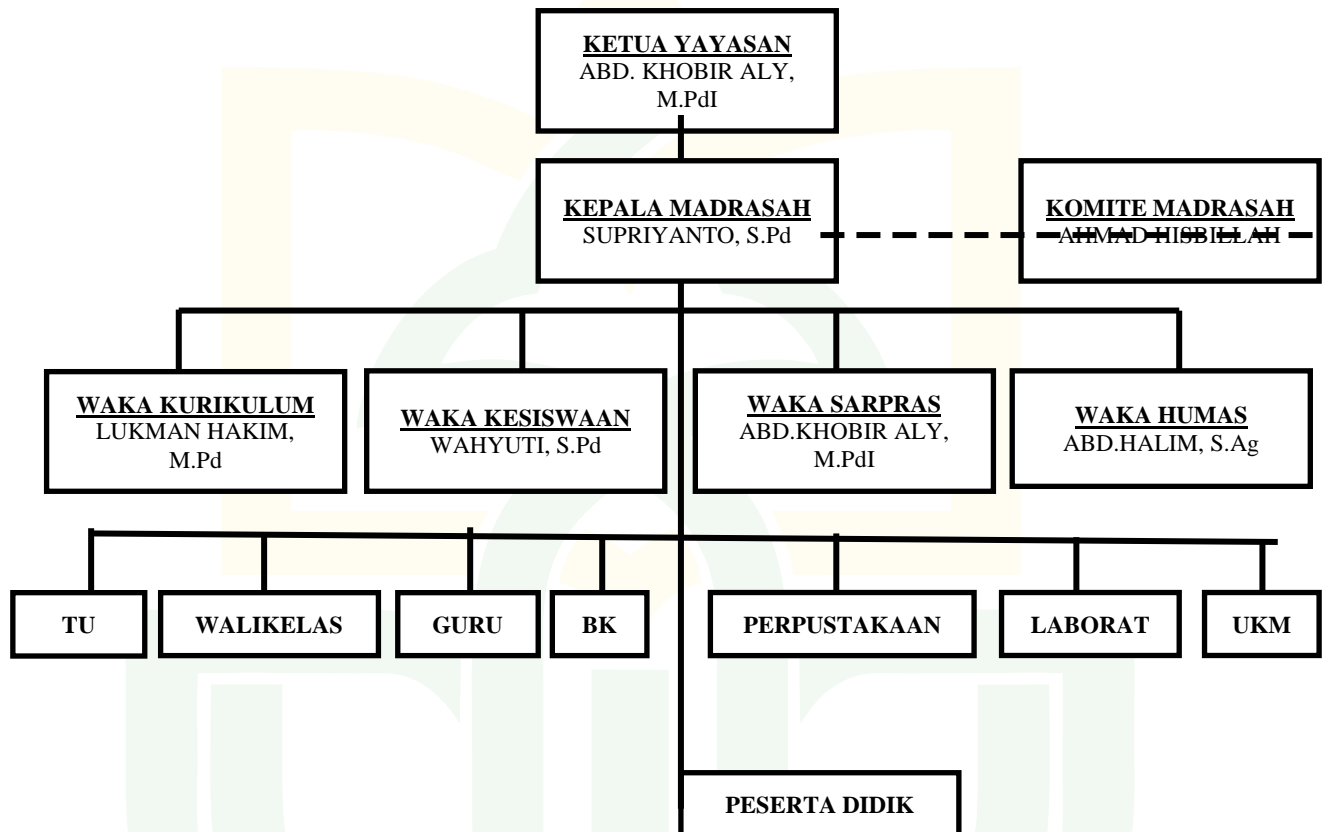 KETUA YAYASAN
ABD. KHOBIR ALY,
M.PdI
KEPALA MADRASAH
SUPRIYANTO, S.Pd
KOMITE MADRASAH
AHMAD HISBILLAH
WAKA KURIKULUM
LUKMAN HAKIM,
M.Pd
WAKA KESISWAAN
WAHYUTI, S.Pd
WAKA SARPRAS
ABD.KHOBIR ALY,
M.PdI
WAKA HUMAS
ABD.HALIM, S.Ag
TU
WALIKELAS
GURU
BK
PERPUSTAKAAN
LABORAT
UKM
PESERTA DIDIK